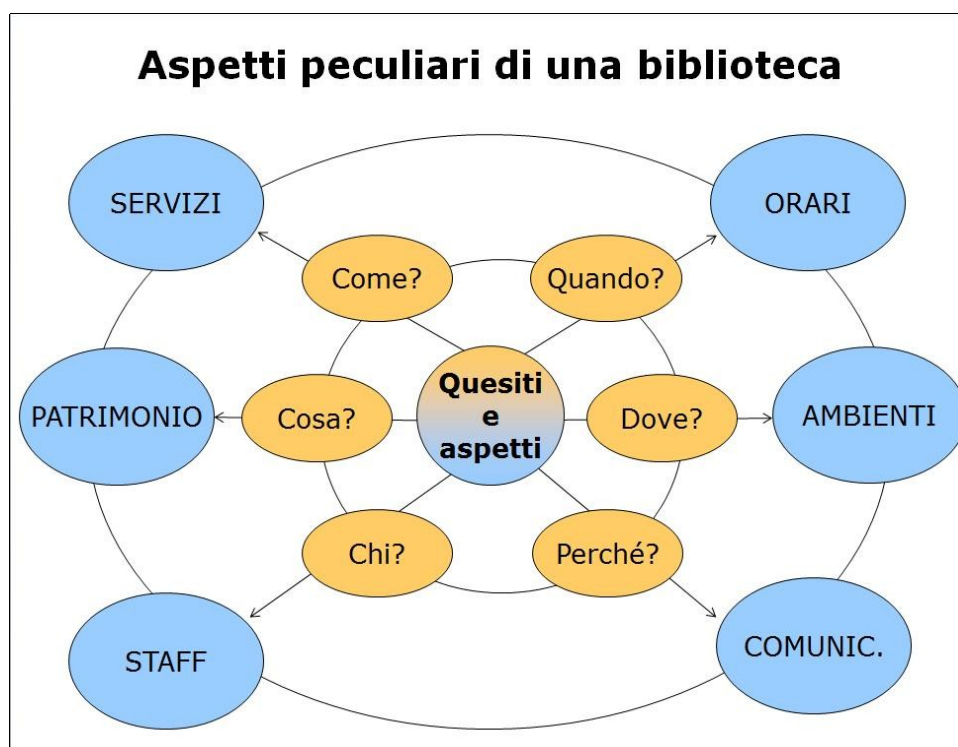 Aspetti peculiari di una biblioteca
SERVIZI
ORARI
Come?
Quando?
PATRIMONIO
Cosa?
Quesiti
e
aspetti
Dove?
AMBIENTI
Chi?
Perché?
STAFF
COMUNIC.